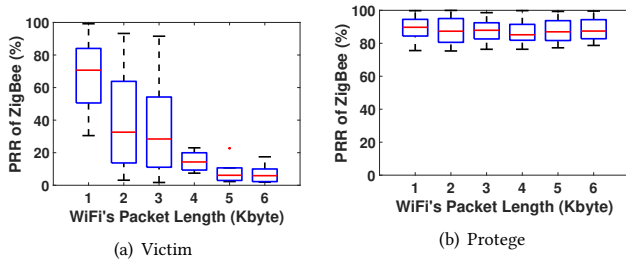 PRR of ZigBee (%)
100
80
60
40
20
0
1 2 3 4 5 6
WiFi's Packet Length (Kbyte)
(a) Victim
PRR of ZigBee (%)
100
80
60
40
20
0
1 2 3 4 5 6
WiFi's Packet Length (Kbyte)
(b) Protege